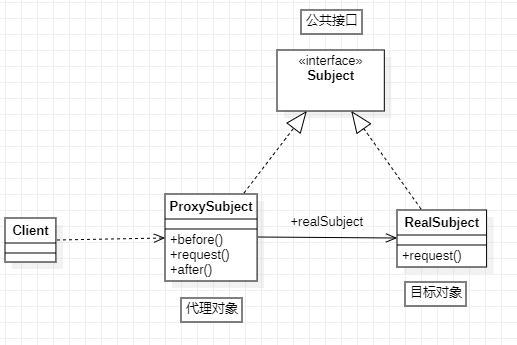 公共接口
«interface»
Subject
ProxySubject
+before()
+request()
+after()
Client
+realSubject
RealSubject
+request()
代理对象
目标对象